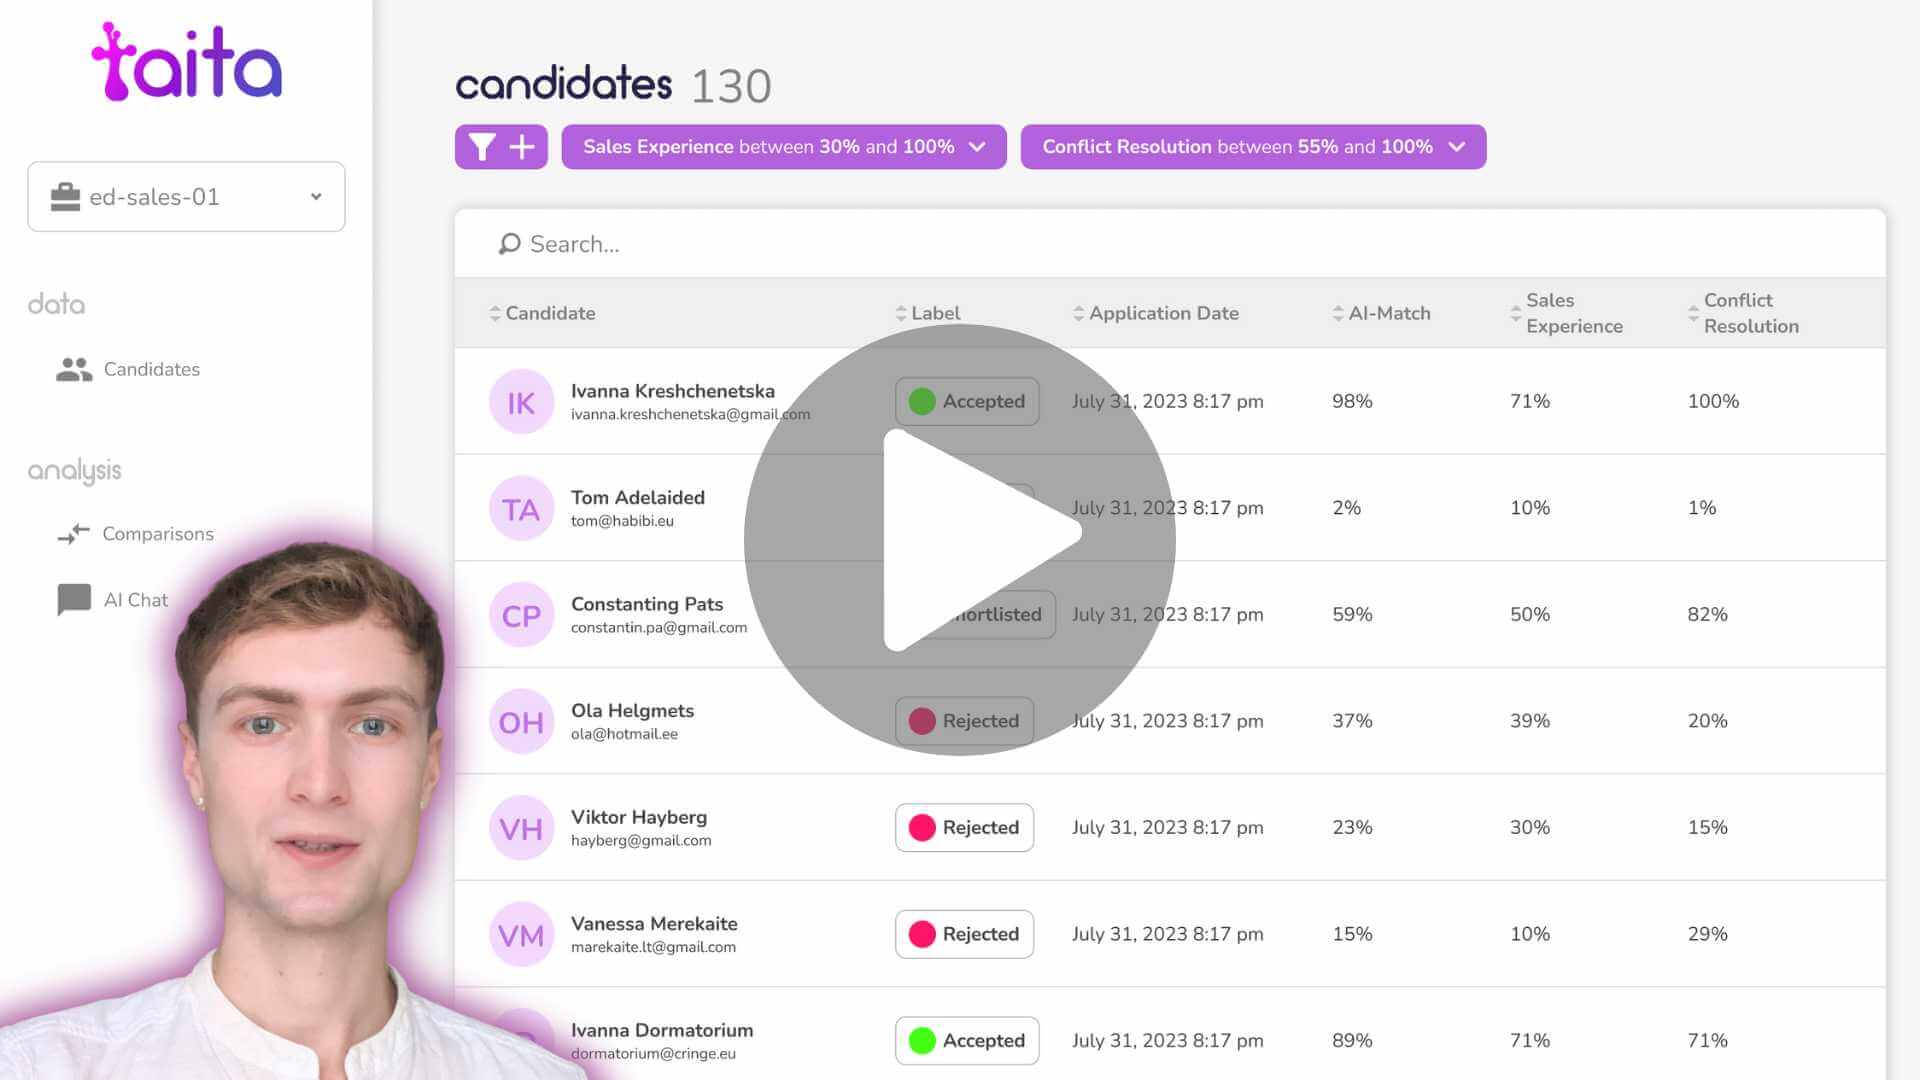 taita
ed-sales-01
data
Candidates
analysis
Comparisons
AI Chat
candidates 130
Sales Experience between 30% and 100%
Conflict Resolution between 55% and 100%
Search...
Candidate Label Application Date AI-Match Sales Experience Conflict Resolution
IK Ivanna Kreshchenetska Accepted July 31, 2023 8:17 pm 98% 71% 100%
ivanna.kreshchenetska@gmail.com
TA Tom Adelaided July 31, 2023 8:17 pm 2% 10% 1%
tom@habibi.eu
CP Constanting Pats July 31, 2023 8:17 pm 59% 50% 82%
constantin.pa@gmail.com
OH Ola Helgmets Rejected July 31, 2023 8:17 pm 37% 39% 20%
ola@hotmail.ee
VH Viktor Hayberg Rejected July 31, 2023 8:17 pm 23% 30% 15%
hayberg@gmail.com
VM Vanessa Merekaite Rejected July 31, 2023 8:17 pm 15% 10% 29%
marekaite.lt@gmail.com
Ivanna Dormatorium Accepted July 31, 2023 8:17 pm 89% 71% 71%
dormatorium@cringe.eu